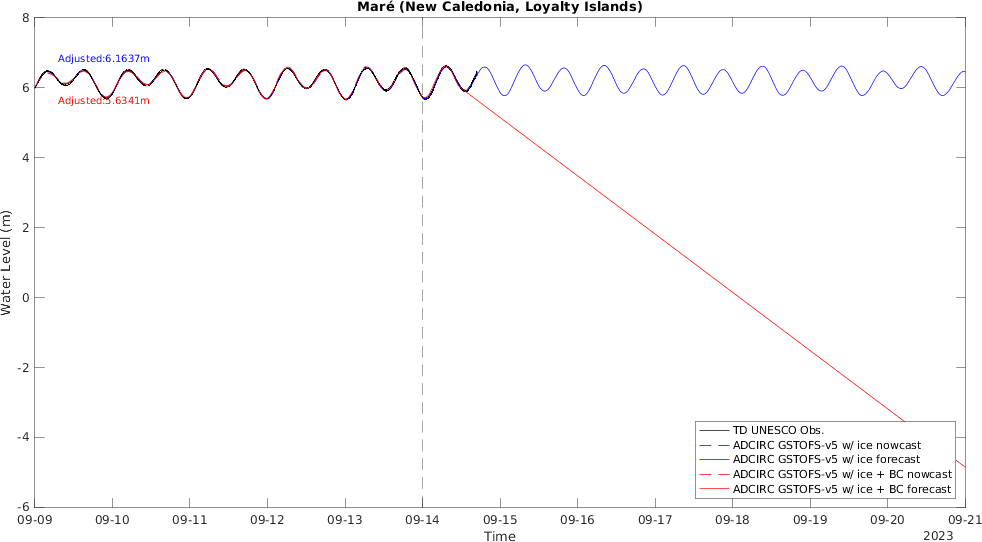 Maré (New Caledonia, Loyalty Islands)
8
6
4
2
0
-2
-4
-6
Water Level (m)
Adjusted:6.1637m
Adjusted:5.6341m
TD UNESCO Obs.
ADCIRC GSTOFS-v5 w/ ice nowcast
ADCIRC GSTOFS-v5 w/ ice forecast
ADCIRC GSTOFS-v5 w/ ice + BC nowcast
ADCIRC GSTOFS-v5 w/ ice + BC forecast
09-09 09-10 09-11 09-12 09-13 09-14 09-15 09-16 09-17 09-18 09-19 09-20 09-21
Time
2023